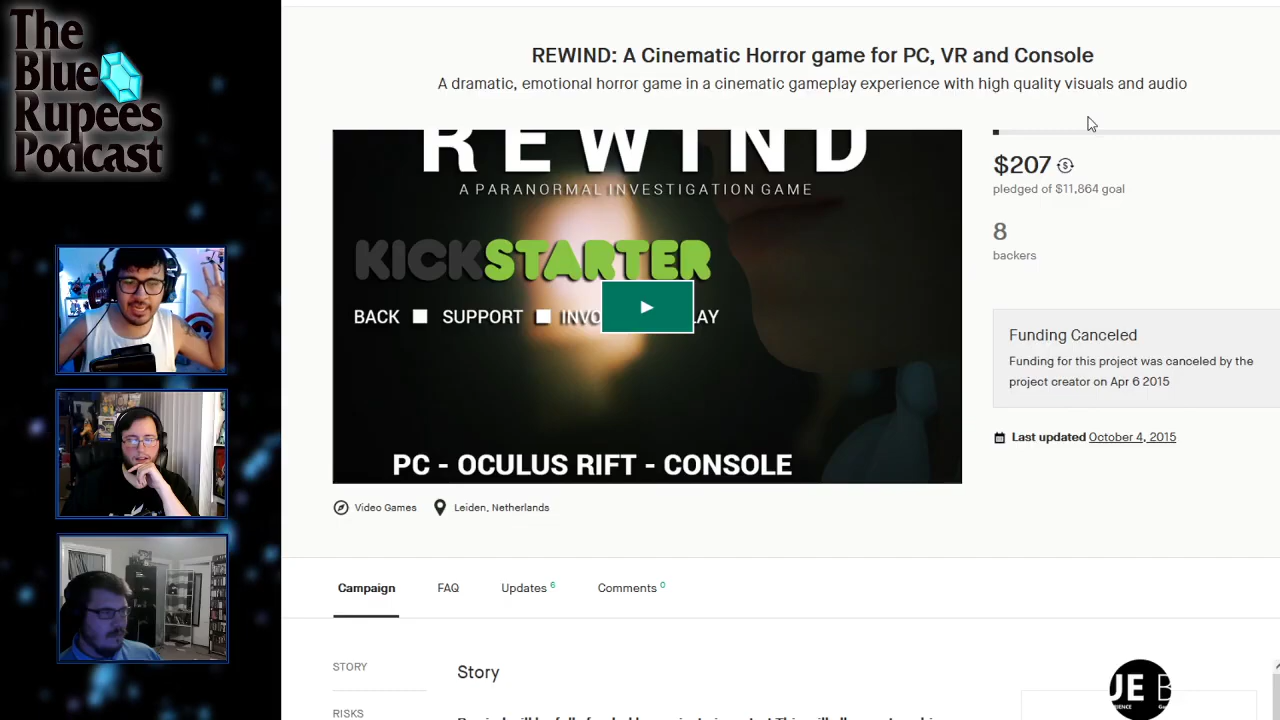 The
Blue
Rupees
Podcast
REWIND: A Cinematic Horror game for PC, VR and Console
A dramatic, emotional horror game in a cinematic gameplay experience with high quality visuals and audio
REWIND
A PARANORMAL INVESTIGATION GAME
KICKSTARTER
BACK SUPPORT
PC - OCULUS RIFT - CONSOLE
$207
pledged of $11,864 goal
8
backers
Funding Canceled
Funding for this project was canceled by the
project creator on Apr 6 2015
Last updated October 4, 2015
Video Games Leiden, Netherlands
Campaign FAQ Updates 6 Comments 0
STORY
RISKS
Story